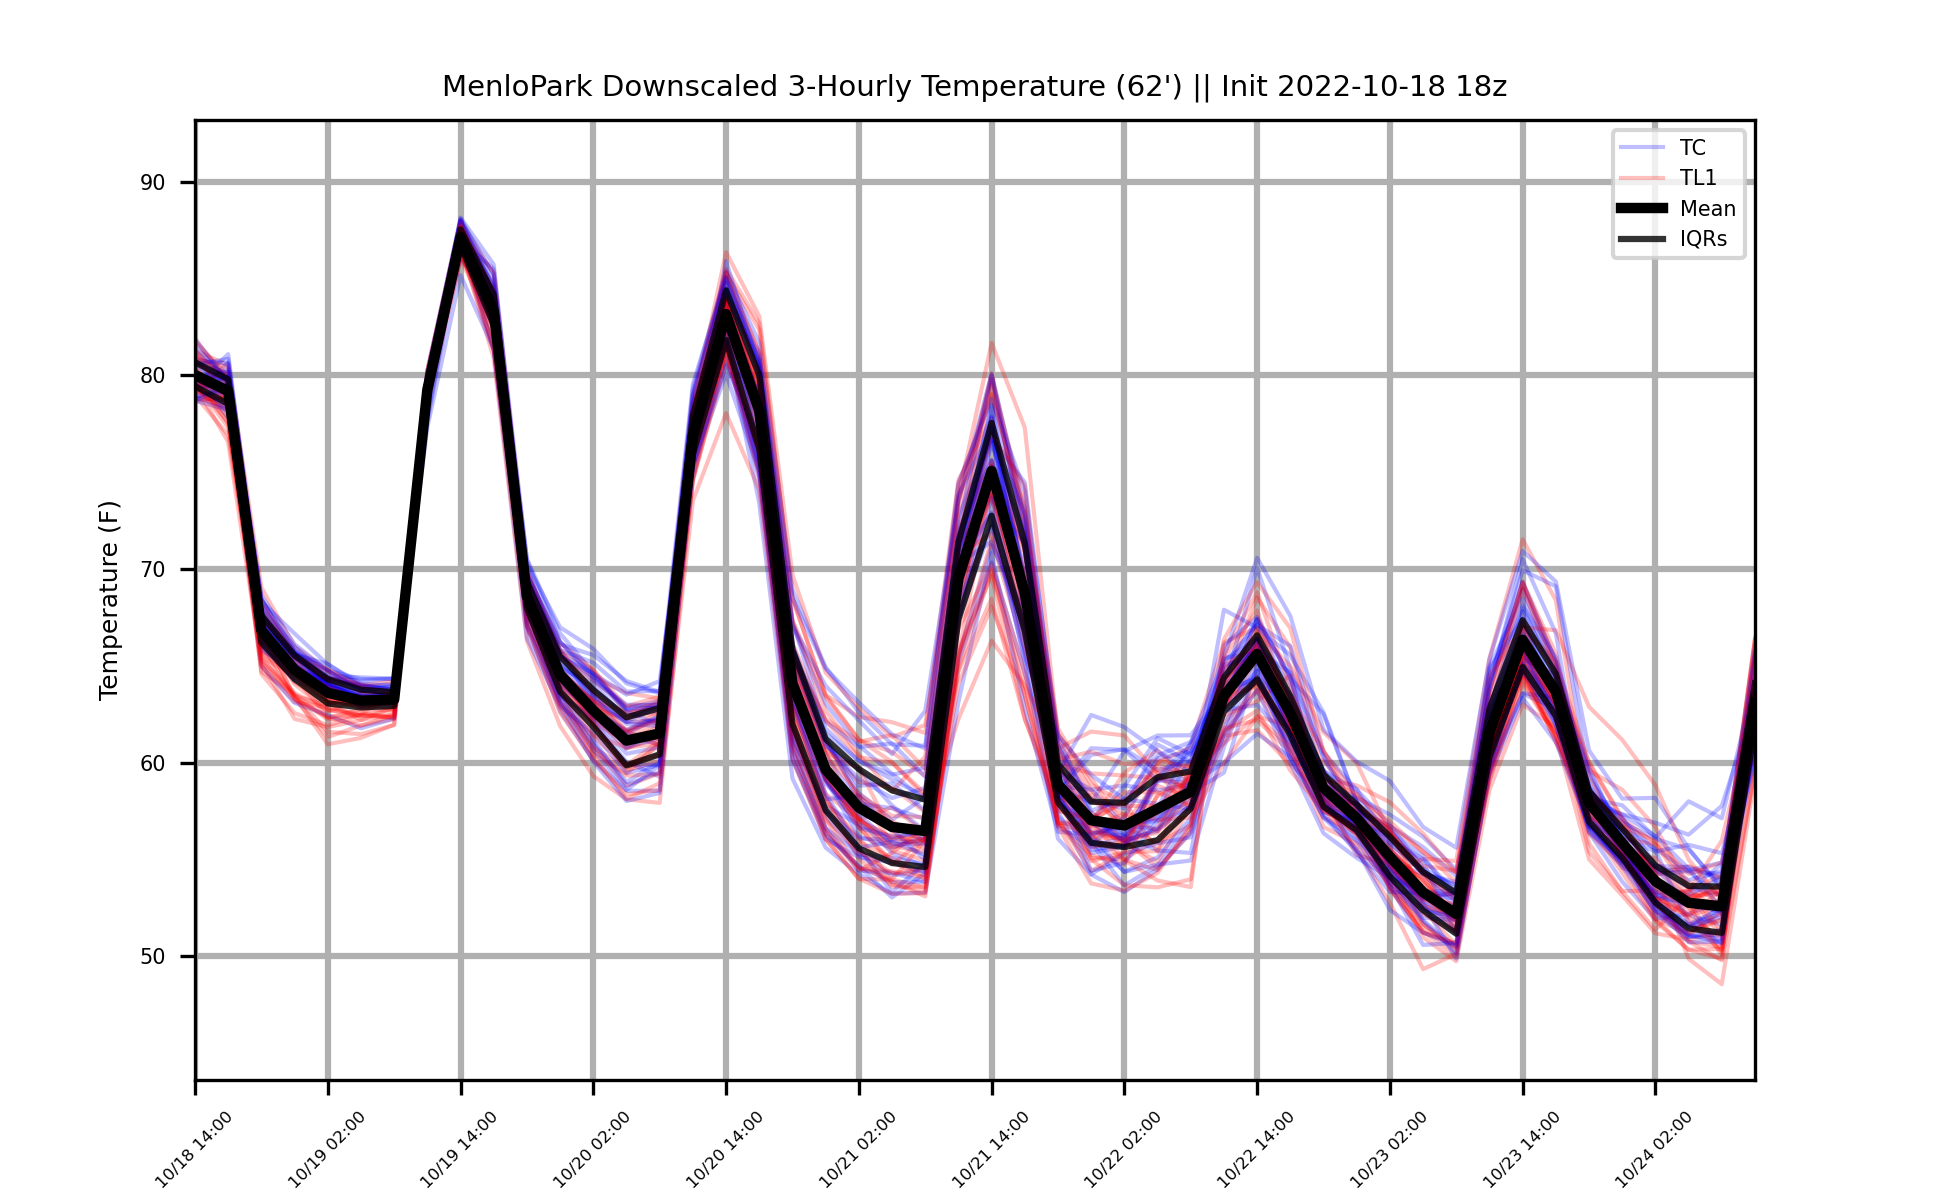 MenloPark Downscaled 3-Hourly Temperature (62') || Init 2022-10-18 18z
TC
TL1
Mean
IQRs
Temperature (F)
90
80
70
60
50
10/18 14:00
10/19 02:00
10/19 14:00
10/20 02:00
10/20 14:00
10/21 02:00
10/21 14:00
10/22 02:00
10/22 14:00
10/23 02:00
10/23 14:00
10/24 02:00